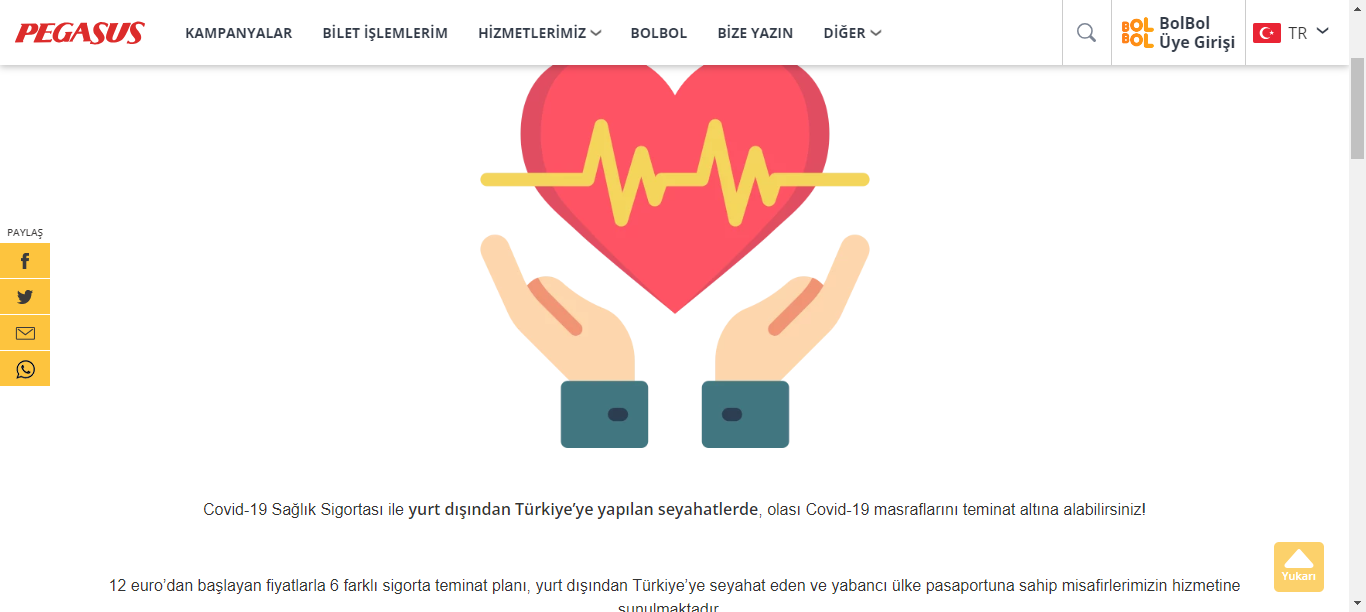 PEGASUS
KAMPANYALAR
BİLET İŞLEMLERİM
HİZMETLERİMİZ
BOLBOL
BİZE YAZIN
DİĞER
BOL
BOL
BolBol
Üye Girişi
TR
PAYLAŞ
Covid-19 Sağlık Sigortası ile yurt dışından Türkiye’ye yapılan seyahatlerde, olası Covid-19 masraflarını teminat altına alabilirsiniz!
12 euro’dan başlayan fiyatlarla 6 farklı sigorta teminat planı, yurt dışından Türkiye’ye seyahat eden ve yabancı ülke pasaportuna sahip misafirlerimizin hizmetine
sunulmaktadır.
Yukarı